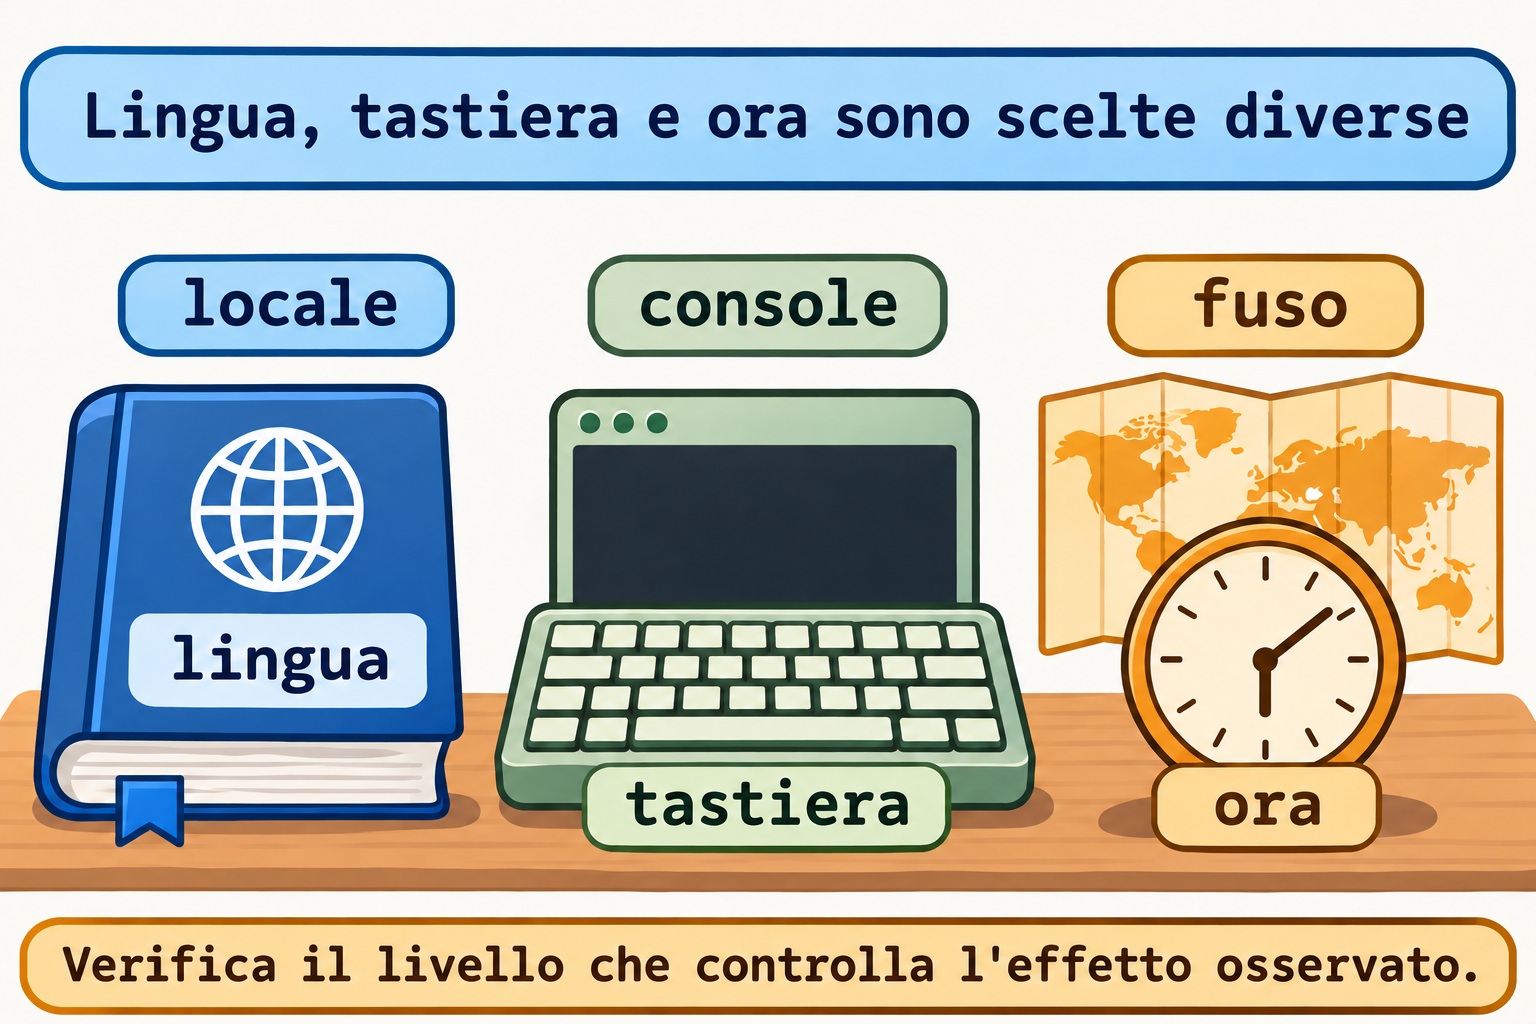 Lingua, tastiera e ora sono scelte diverse
locale
console
fuso
lingua
tastiera
ora
Verifica il livello che controlla l'effetto osservato.